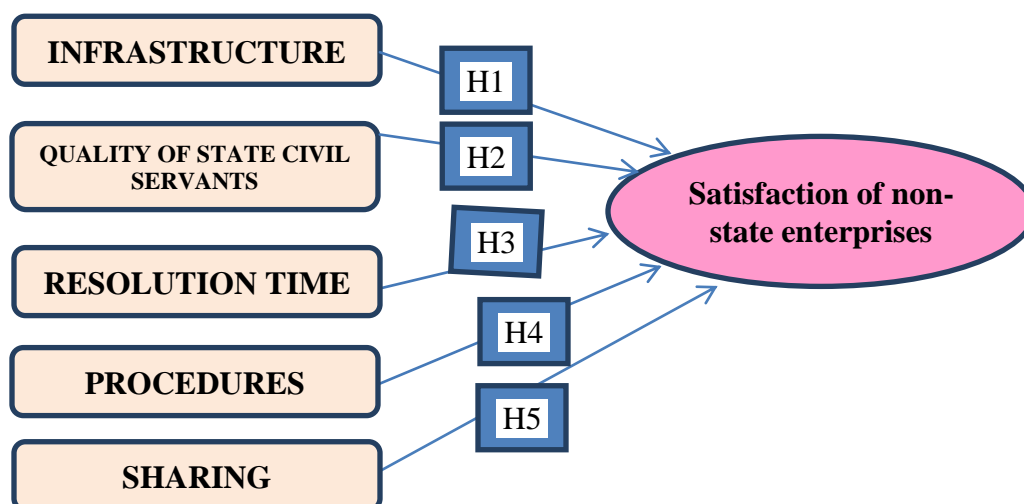 INFRASTRUCTURE
H1
QUALITY OF STATE CIVIL
SERVANTS
H2
Satisfaction of non-
state enterprises
H3
RESOLUTION TIME
H4
PROCEDURES
H5
SHARING